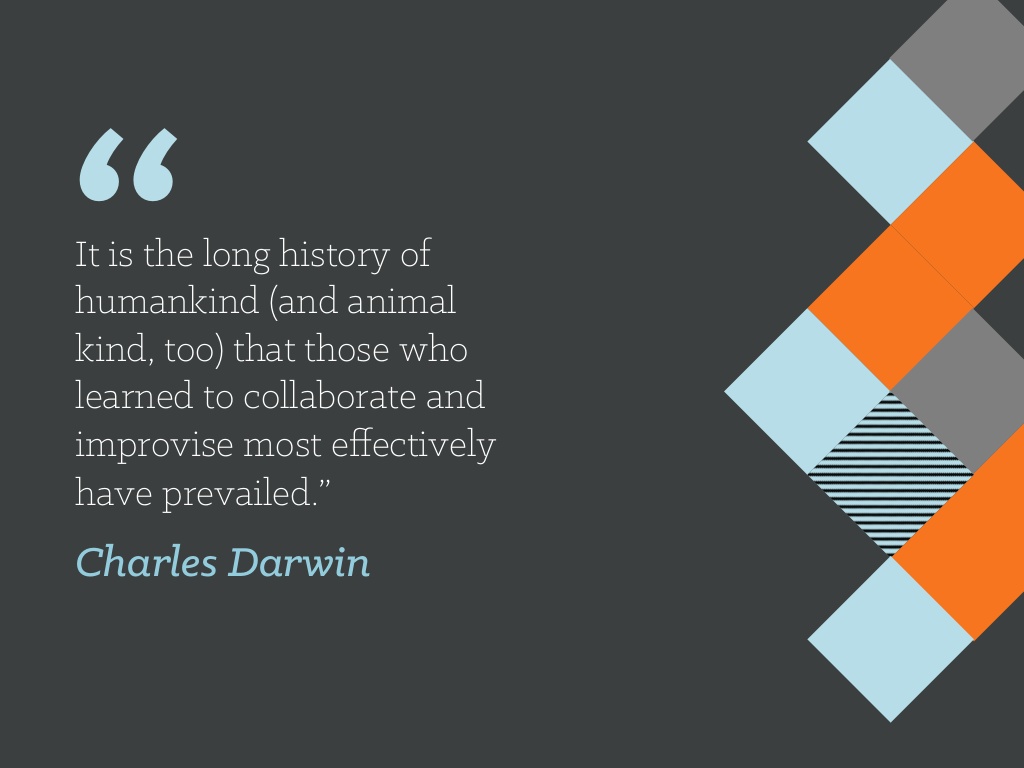 “
It is the long history of
humankind (and animal
kind, too) that those who
learned to collaborate and
improvise most effectively
have prevailed.”
Charles Darwin